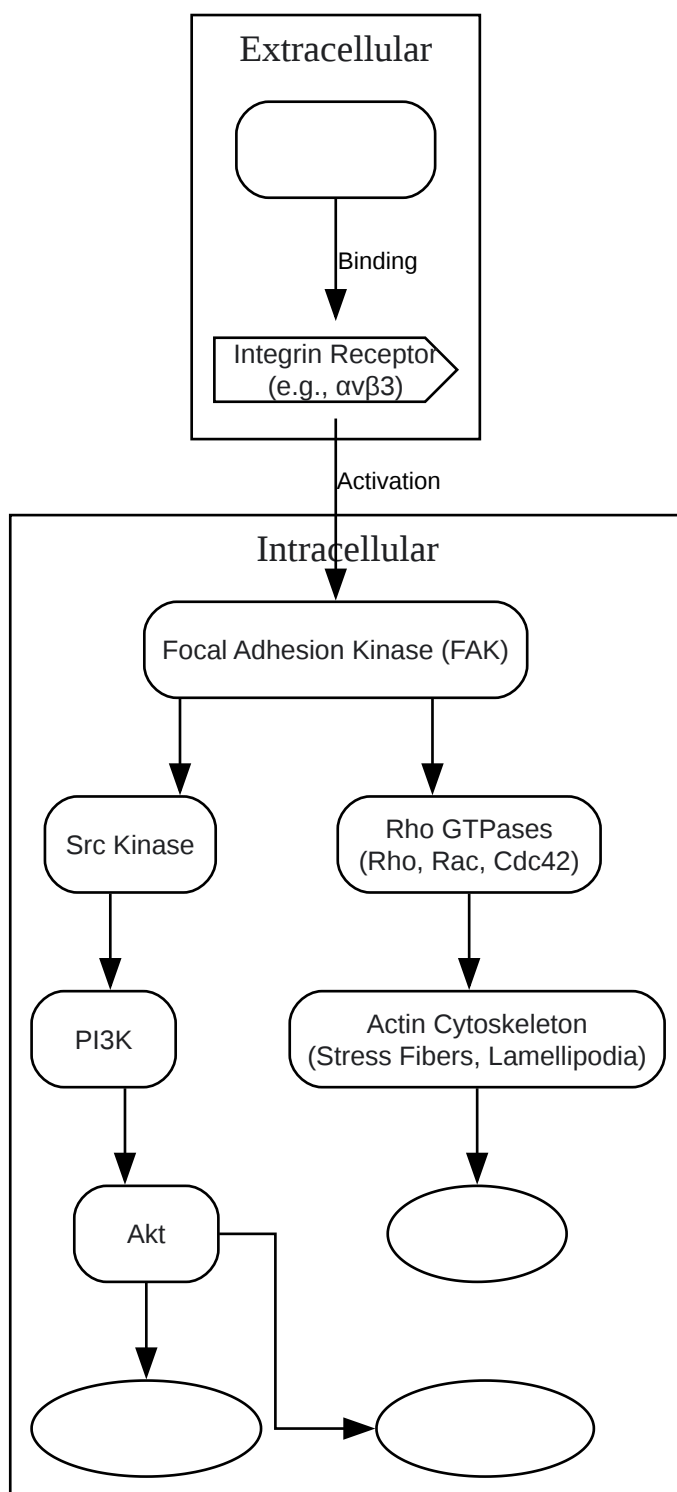 Extracellular
Binding
Integrin Receptor
(e.g., αvβ3)
Activation
Intracellular
Focal Adhesion Kinase (FAK)
Src Kinase
Rho GTPases
(Rho, Rac, Cdc42)
PI3K
Actin Cytoskeleton
(Stress Fibers, Lamellipodia)
Akt